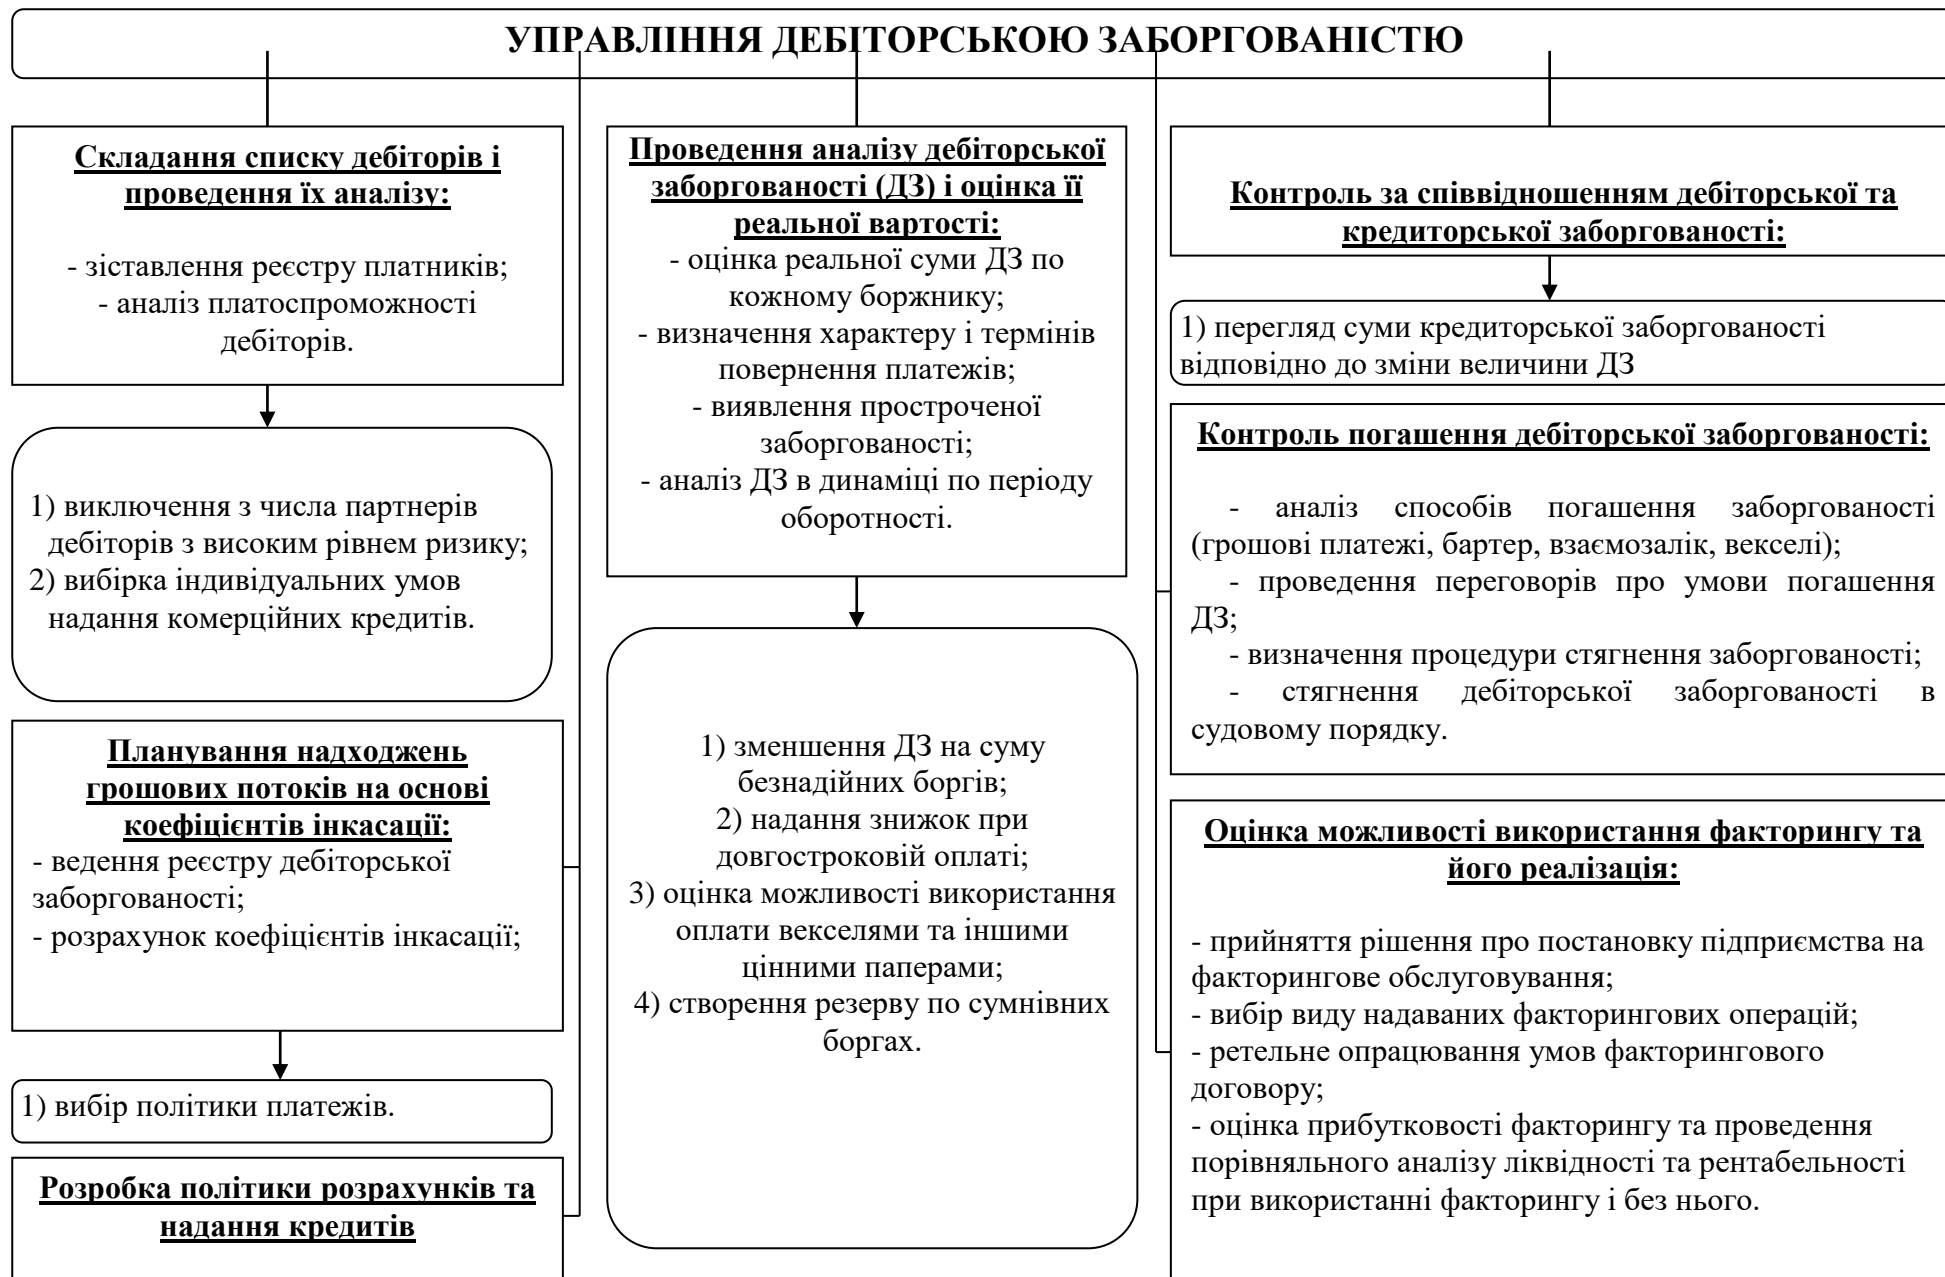 УПРАВЛІННЯ ДЕБІТОРСЬКОЮ ЗАБОРГОВАНІСТЮ
Складання списку дебіторів і
проведення їх аналізу:
- зіставлення реєстру платників;
- аналіз платоспроможності
дебіторів.
1) виключення з числа партнерів
дебіторів з високим рівнем ризику;
2) вибірка індивідуальних умов
надання комерційних кредитів.
Планування надходжень
грошових потоків на основі
коефіцієнтів інкасації:
- ведення реєстру дебіторської
заборгованості;
- розрахунок коефіцієнтів інкасації;
1) вибір політики платежів.
Розробка політики розрахунків та
надання кредитів
Проведення аналізу дебіторської
заборгованості (ДЗ) і оцінка її
реальної вартості:
- оцінка реальної суми ДЗ по
кожному боржнику;
- визначення характеру і термінів
повернення платежів;
- виявлення простроченої
заборгованості;
- аналіз ДЗ в динаміці по періоду
оборотності.
1) зменшення ДЗ на суму
безнадійних боргів;
2) надання знижок при
довгостроковій оплаті;
3) оцінка можливості використання
оплати векселями та іншими
цінними паперами;
4) створення резерву по сумнівних
боргах.
Контроль за співвідношенням дебіторської та
кредиторської заборгованості:
1) перегляд суми кредиторської заборгованості
відповідно до зміни величини ДЗ
Контроль погашення дебіторської заборгованості:
- аналіз способів погашення заборгованості
(грошові платежі, бартер, взаємозалік, векселі);
- проведення переговорів про умови погашення
ДЗ;
- визначення процедури стягнення заборгованості;
- стягнення дебіторської заборгованості в
судовому порядку.
Оцінка можливості використання факторингу та
його реалізація:
- прийняття рішення про постановку підприємства на
факторингове обслуговування;
- вибір виду надаваних факторингових операцій;
- ретельне опрацювання умов факторингового
договору;
- оцінка прибутковості факторингу та проведення
порівняльного аналізу ліквідності та рентабельності
при використанні факторингу і без нього.